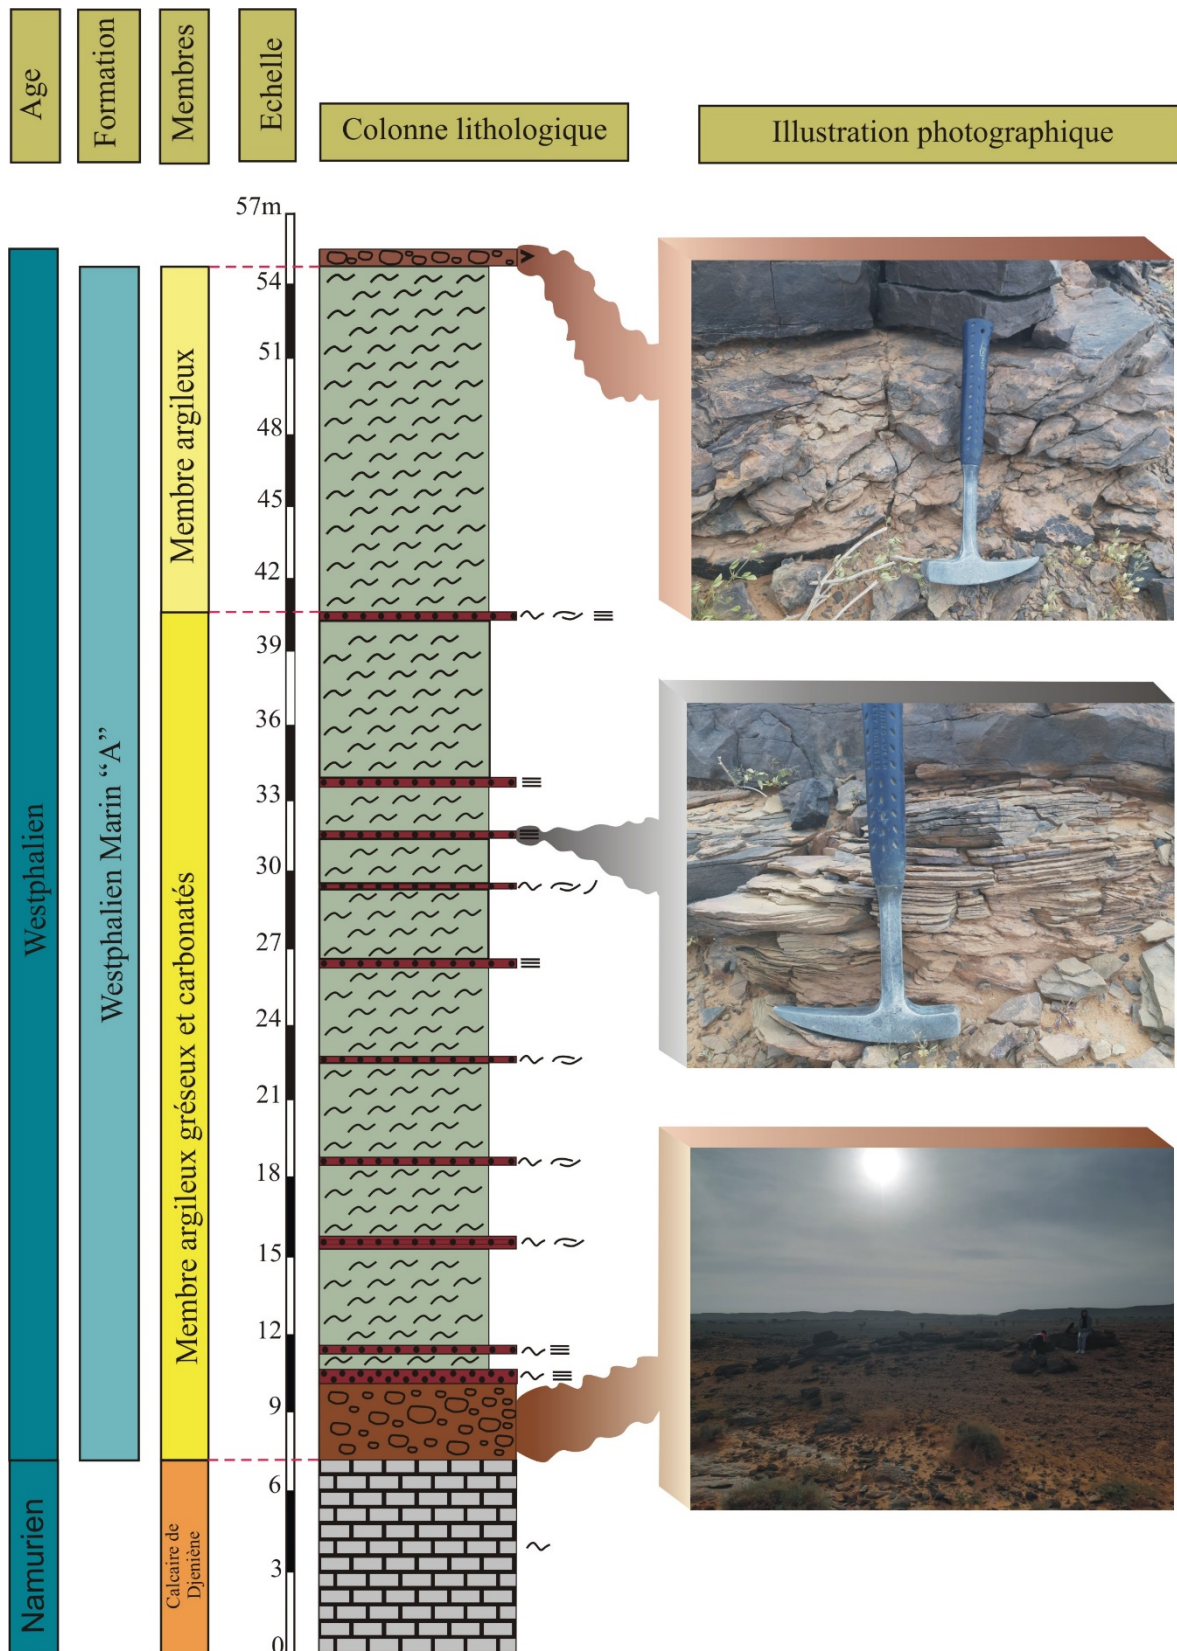 Age
Formation
Membres
Echelle
Colonne lithologique
Illustration photographique
57m
54
51
48
45
42
39
36
33
30
27
24
21
18
15
12
9
6
3
0
Westphalien
Namurien
Westphalien Marin “A”
Membre argileux
Membre argileux gréseux et carbonatés
Calcaire de
Djeniène